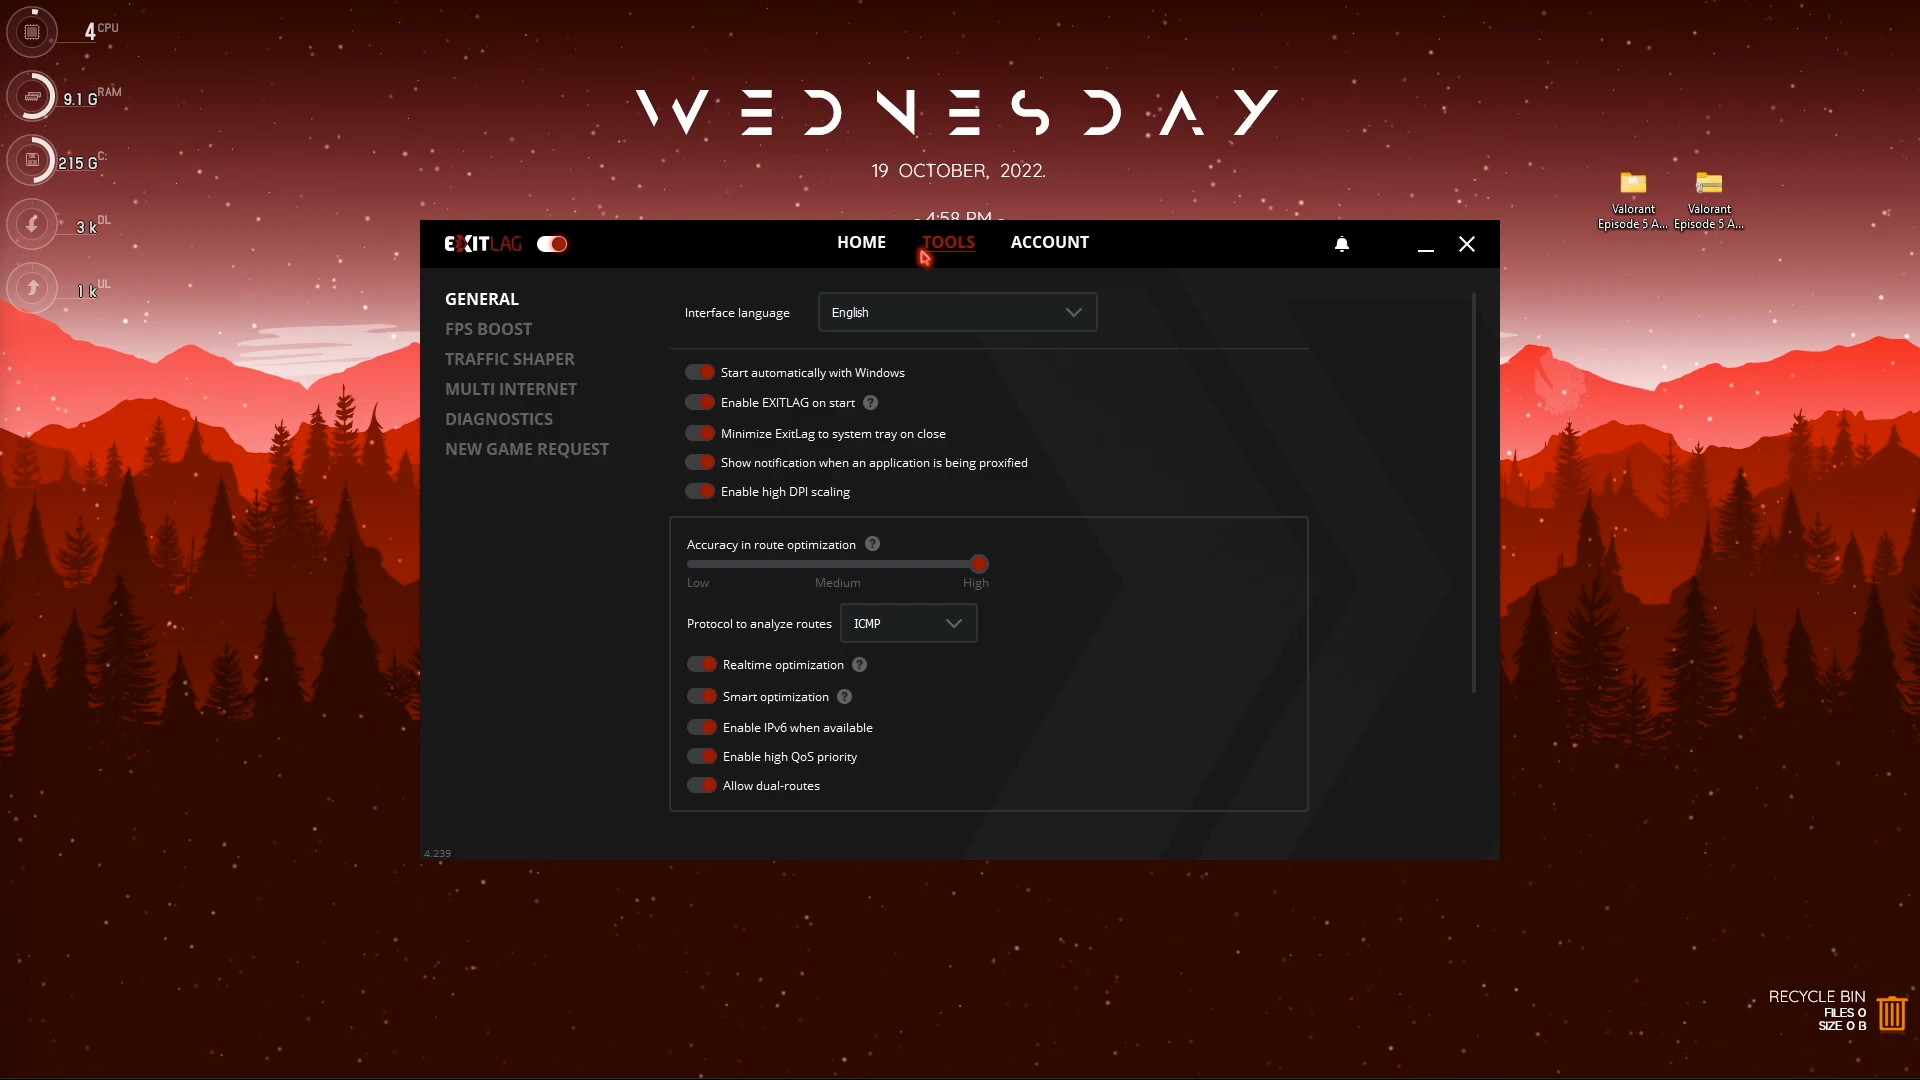 4 CPU
9.1 G RAM
215 G C:
3 k DL
1 k UL
WEDNESDAY
19 OCTOBER, 2022.
- 4:58 PM -
Valorant
Episode 5 A...
Valorant
Episode 5 A...
EXITLAG
HOME
TOOLS
ACCOUNT
GENERAL
FPS BOOST
TRAFFIC SHAPER
MULTI INTERNET
DIAGNOSTICS
NEW GAME REQUEST
Interface language
English
Start automatically with Windows
Enable EXITLAG on start ?
Minimize ExitLag to system tray on close
Show notification when an application is being proxified
Enable high DPI scaling
Accuracy in route optimization ?
Low Medium High
Protocol to analyze routes
ICMP
Realtime optimization ?
Smart optimization ?
Enable IPv6 when available
Enable high QoS priority
Allow dual-routes
4.239
RECYCLE BIN
FILES 0
SIZE 0 B